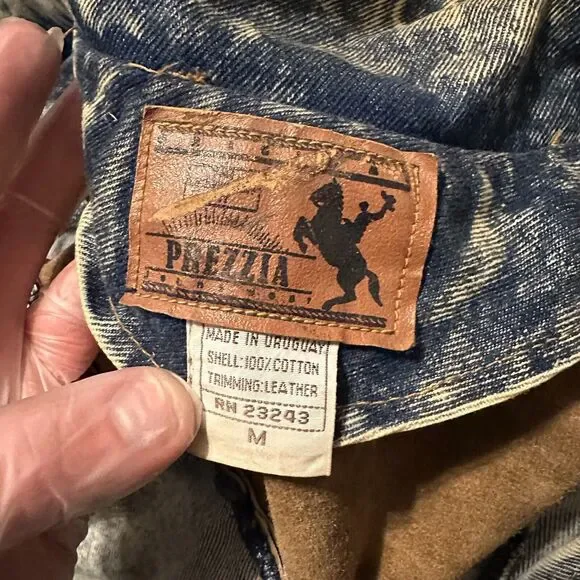 PREZZIA
MADE IN URUGUAY
SHELL:100% COTTON
TRIMMING:LEATHER
RN 23243
M